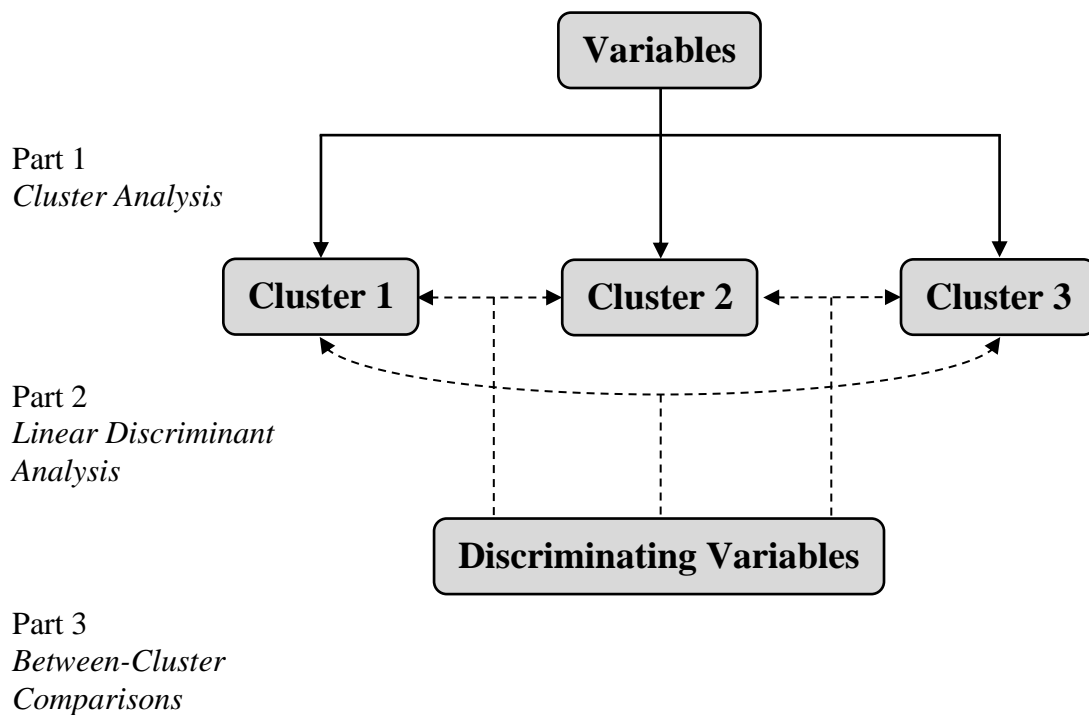 Variables
Part 1
Cluster Analysis
Cluster 1
Cluster 2
Cluster 3
Part 2
Linear Discriminant
Analysis
Discriminating Variables
Part 3
Between-Cluster
Comparisons